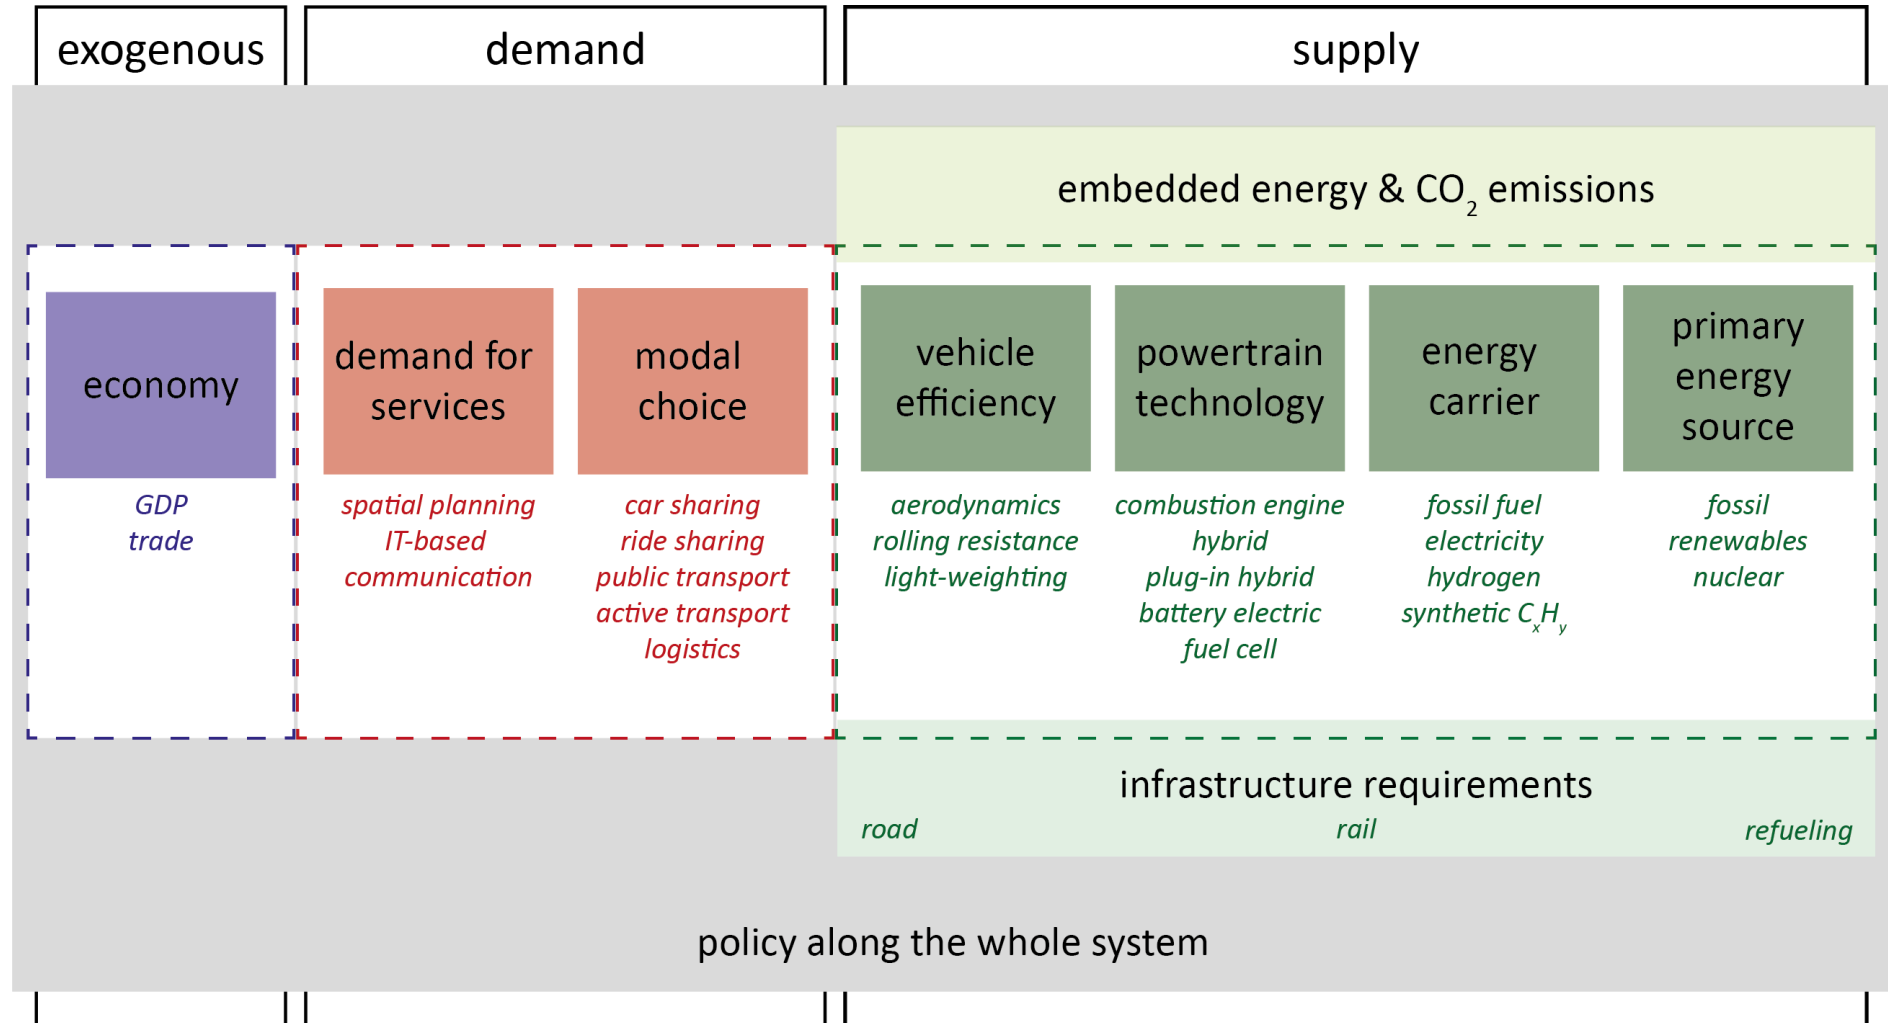 exogenous
demand
supply
embedded energy & CO₂ emissions
economy
GDP
trade
demand for
services
spatial planning
IT-based
communication
modal
choice
car sharing
ride sharing
public transport
active transport
logistics
vehicle
efficiency
aerodynamics
rolling resistance
light-weighting
powertrain
technology
combustion engine
hybrid
plug-in hybrid
battery electric
fuel cell
energy
carrier
fossil fuel
electricity
hydrogen
synthetic CₓHᵧ
primary
energy
source
fossil
renewables
nuclear
infrastructure requirements
road rail refueling
policy along the whole system